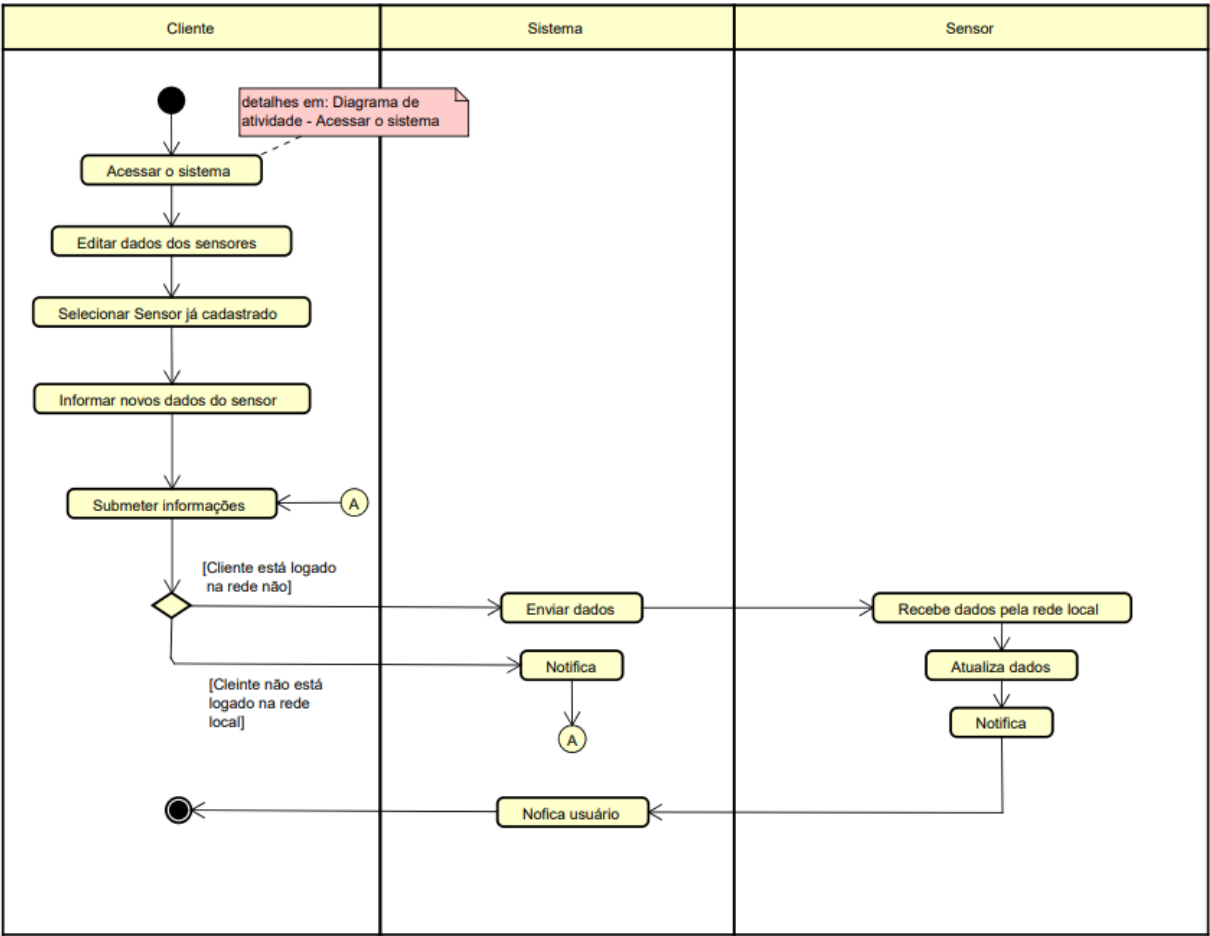 Cliente
Sistema
Sensor
detalhes em: Diagrama de
atividade - Acessar o sistema
Acessar o sistema
Editar dados dos sensores
Selecionar Sensor já cadastrado
Informar novos dados do sensor
Submeter informações
A
[Cliente está logado
na rede não]
Enviar dados
Recebe dados pela rede local
Notifica
Atualiza dados
[Cleinte não está
logado na rede
local]
Notifica
A
Nofica usuário